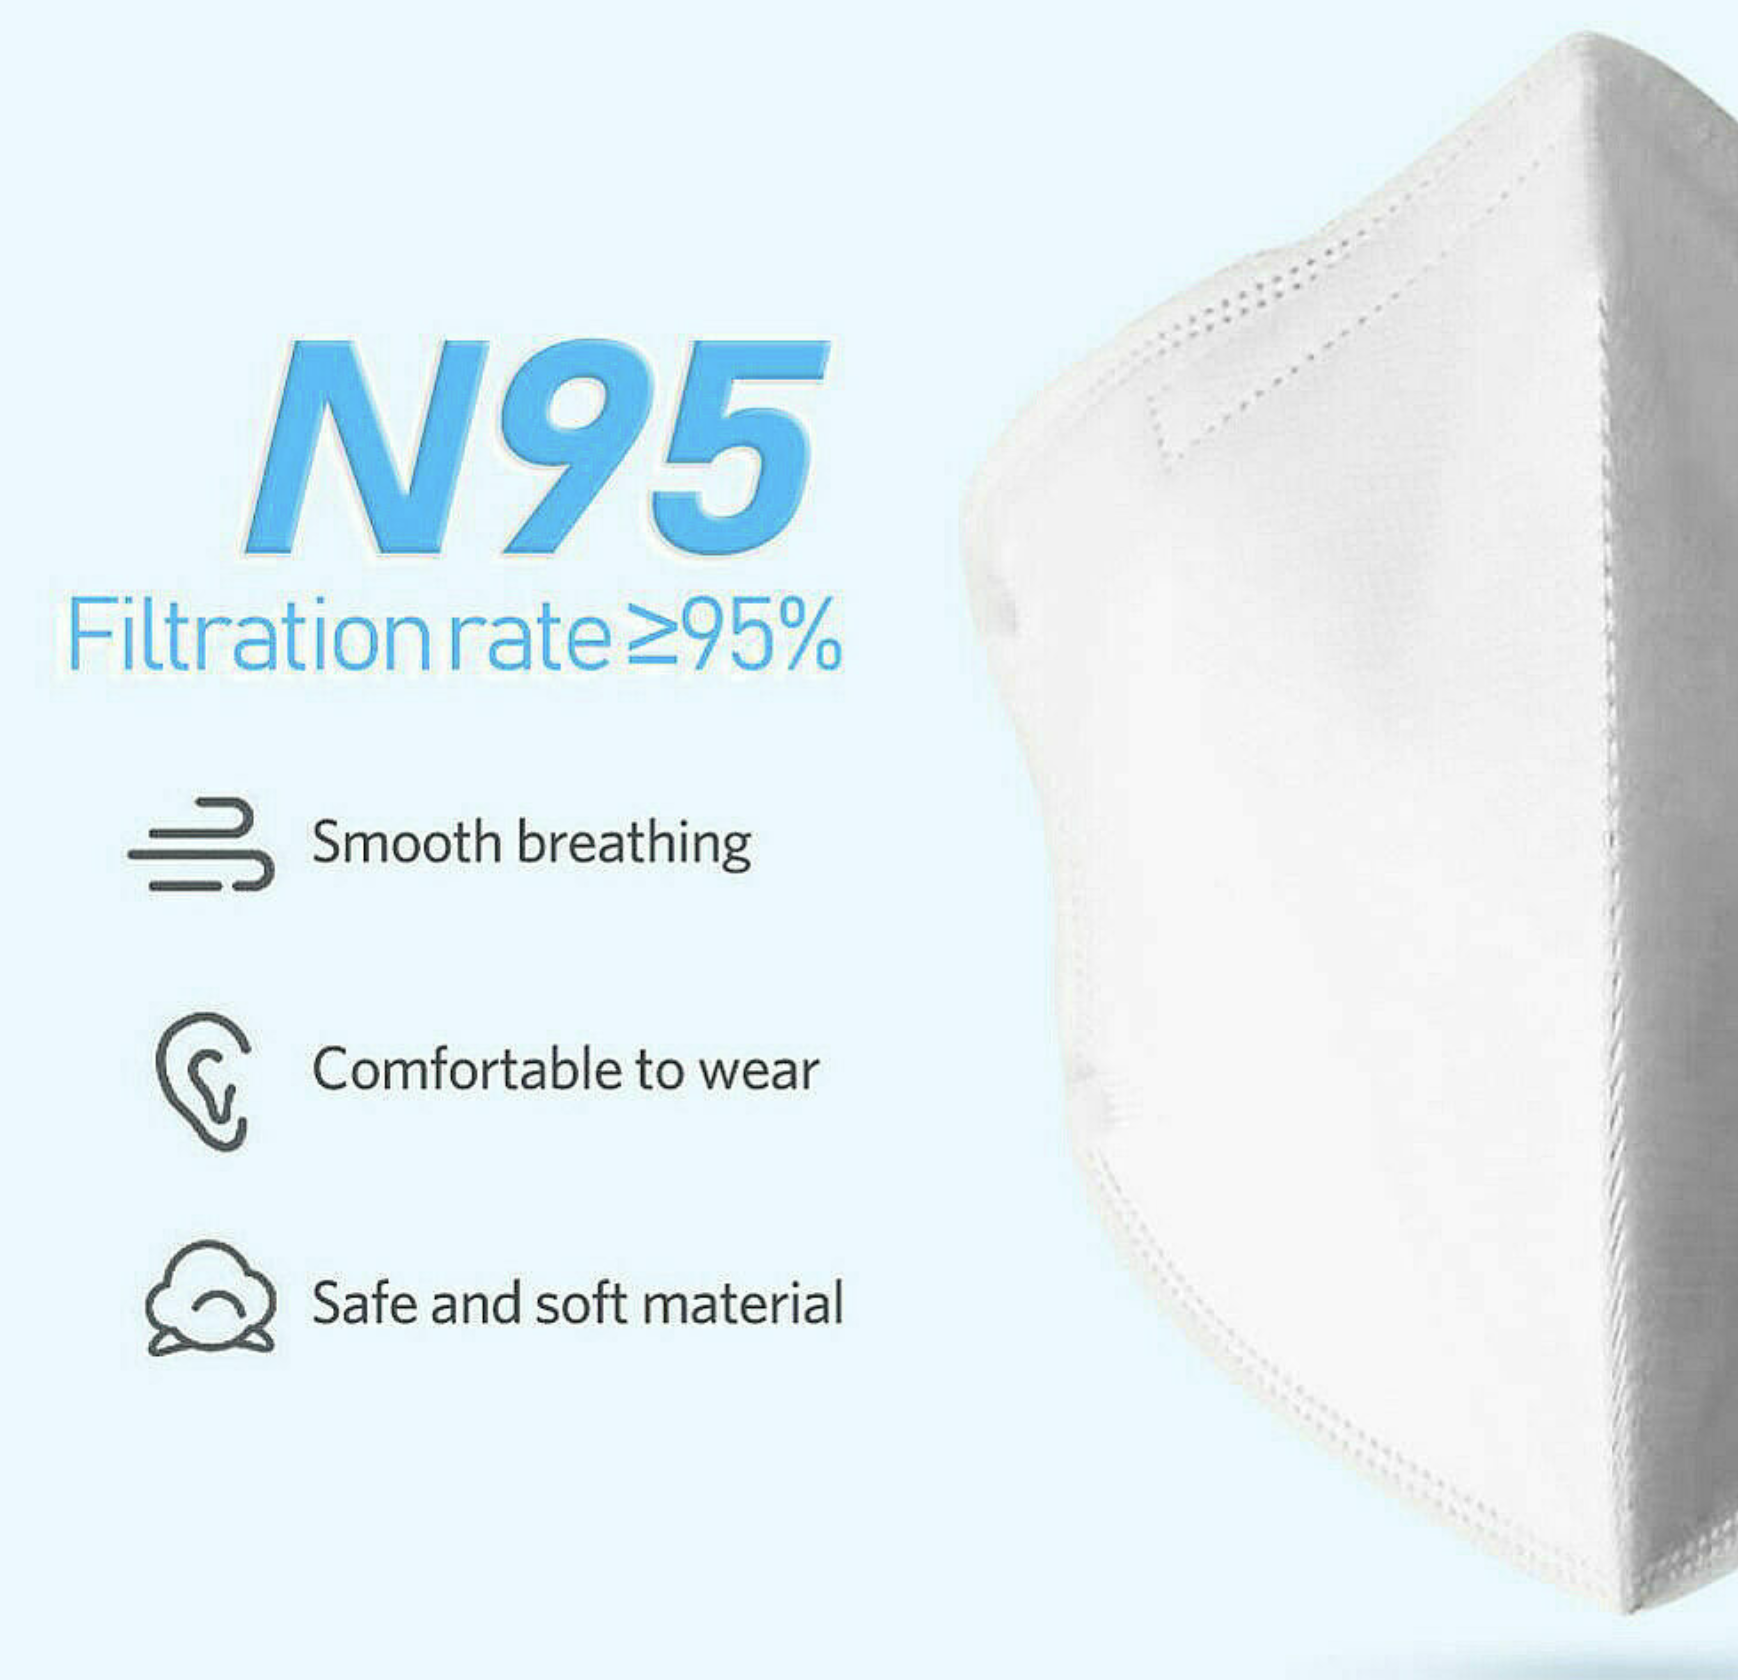 N95
Filtration rate ≥95%
Smooth breathing
Comfortable to wear
Safe and soft material